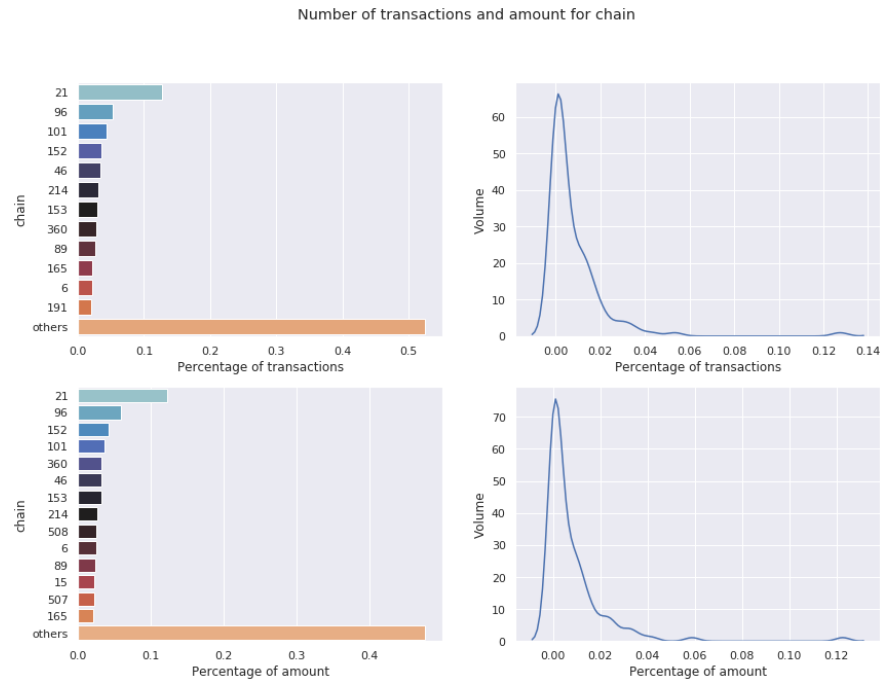 Number of transactions and amount for chain
chain
21
96
101
152
46
214
153
360
89
165
6
191
others
0.0 0.1 0.2 0.3 0.4 0.5
Percentage of transactions
Volume
60
50
40
30
20
10
0
0.00 0.02 0.04 0.06 0.08 0.10 0.12 0.14
Percentage of transactions
chain
21
96
152
101
360
46
153
214
508
6
89
15
507
165
others
0.0 0.1 0.2 0.3 0.4
Percentage of amount
Volume
70
60
50
40
30
20
10
0
0.00 0.02 0.04 0.06 0.08 0.10 0.12
Percentage of amount